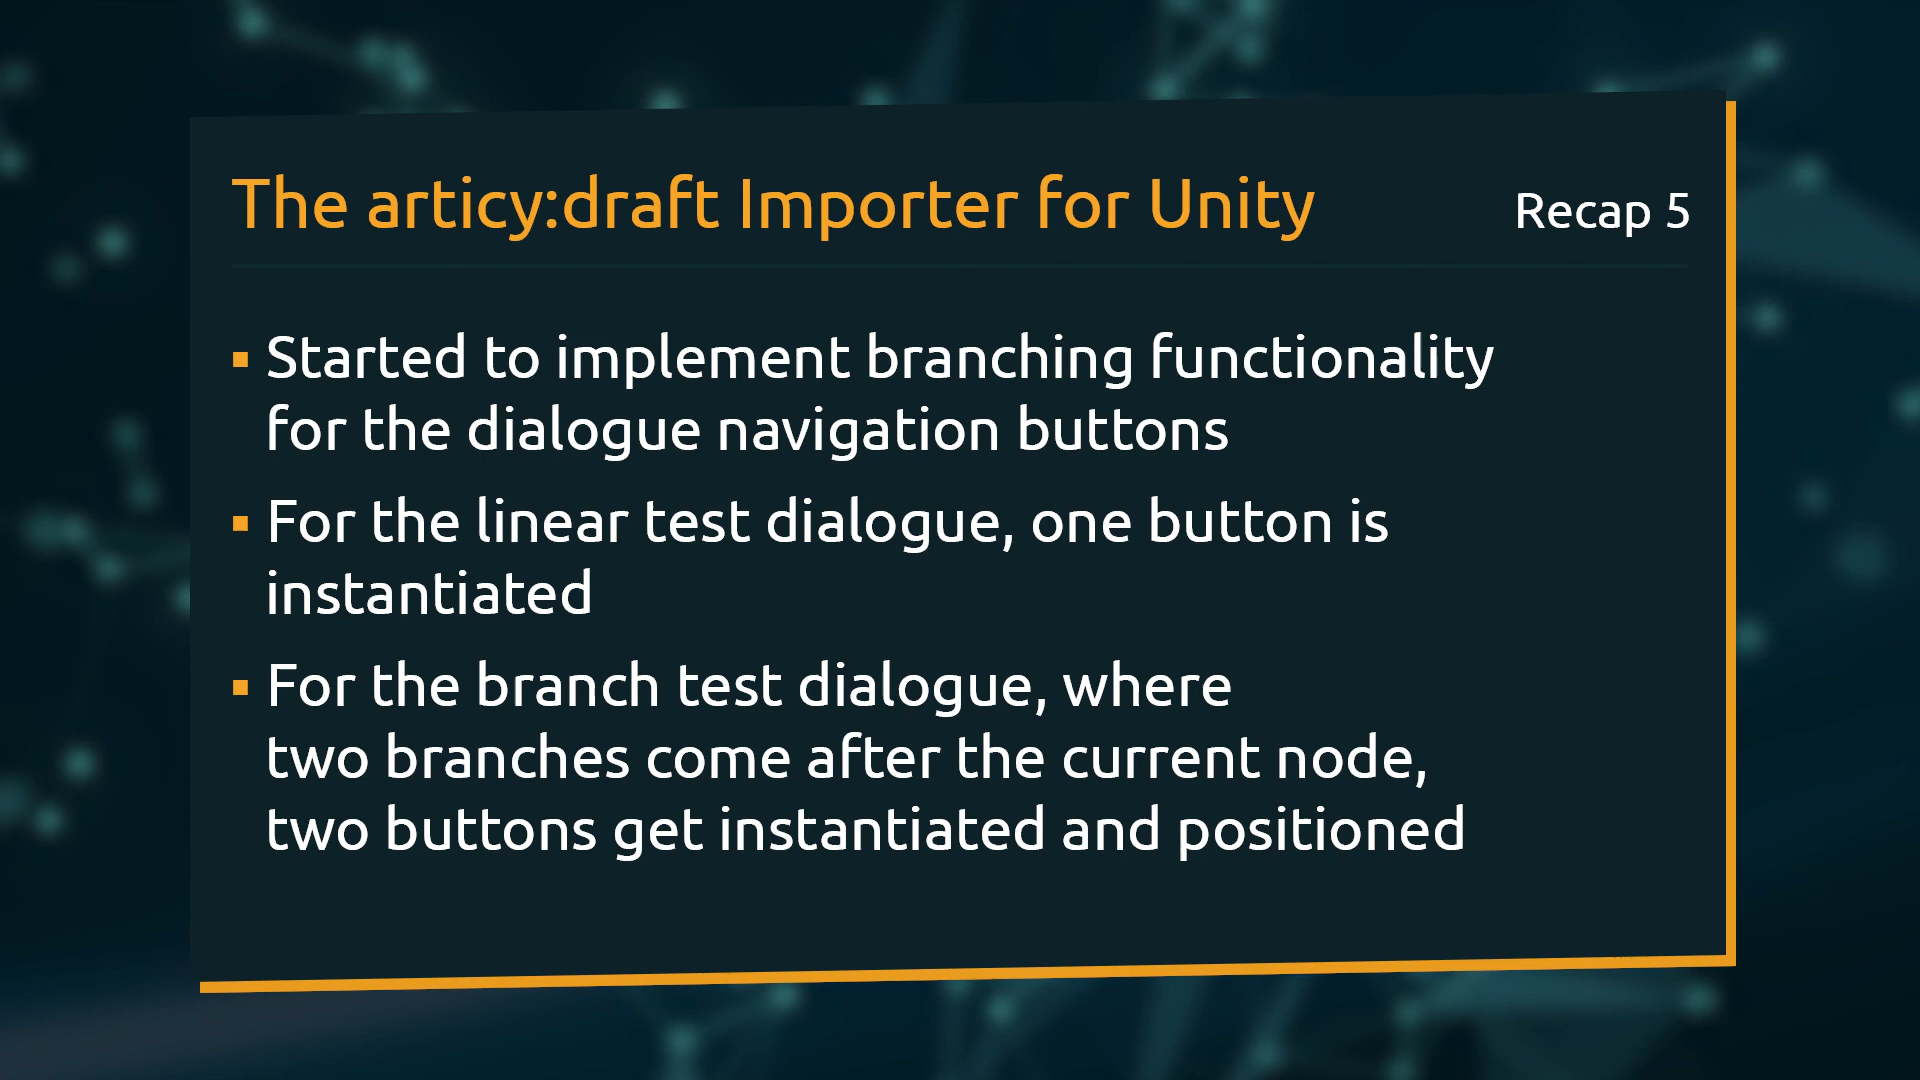 The articy:draft Importer for Unity
Recap 5
Started to implement branching functionality
for the dialogue navigation buttons
For the linear test dialogue, one button is
instantiated
For the branch test dialogue, where
two branches come after the current node,
two buttons get instantiated and positioned